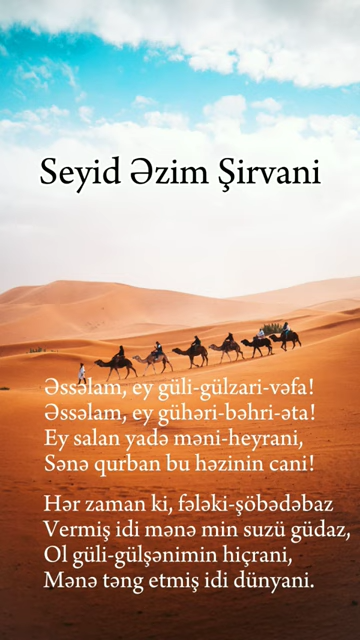 Seyid Əzim Şirvani
Əssəlam, ey güli-gülzari-vəfa!
Əssəlam, ey gühəri-bəhri-əta!
Ey salan yadə məni-heyrani,
Sənə qurban bu həzinin cani!
Hər zaman ki, fələki-şöbədəbaz
Vermiş idi mənə min suzü güdaz,
Ol güli-gülşənimin hiçrani,
Mənə təng etmiş idi dünyani.